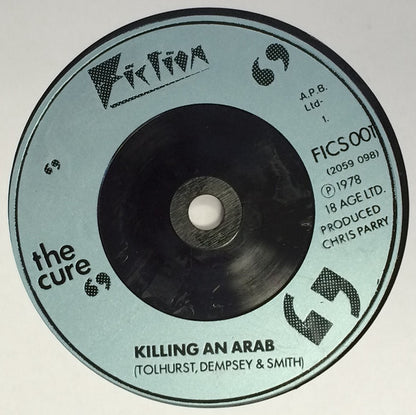 Fiction
A.P.B.
Ltd-
1.
FICS001
(2059 098)
℗ 1978
18 AGE LTD.
PRODUCED
CHRIS PARRY
the
cure
KILLING AN ARAB
(TOLHURST, DEMPSEY & SMITH)